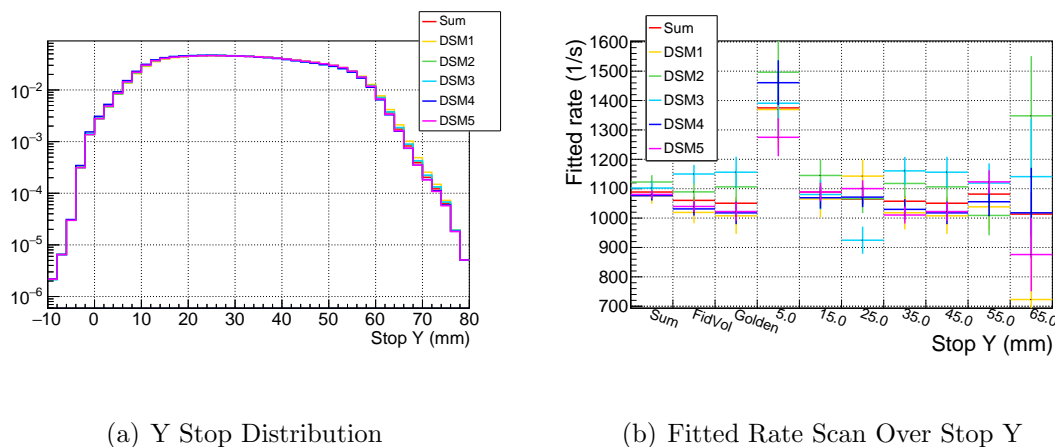 Sum
DSM1
DSM2
DSM3
DSM4
DSM5
10⁻²
10⁻³
10⁻⁴
10⁻⁵
10⁻⁶
−10 0 10 20 30 40 50 60 70 80
Stop Y (mm)
(a) Y Stop Distribution
Sum
DSM1
DSM2
DSM3
DSM4
DSM5
Fitted rate (1/s)
1600
1500
1400
1300
1200
1100
1000
900
800
700
Sum FidVol Golden 5.0 15.0 25.0 35.0 45.0 55.0 65.0
Stop Y (mm)
(b) Fitted Rate Scan Over Stop Y